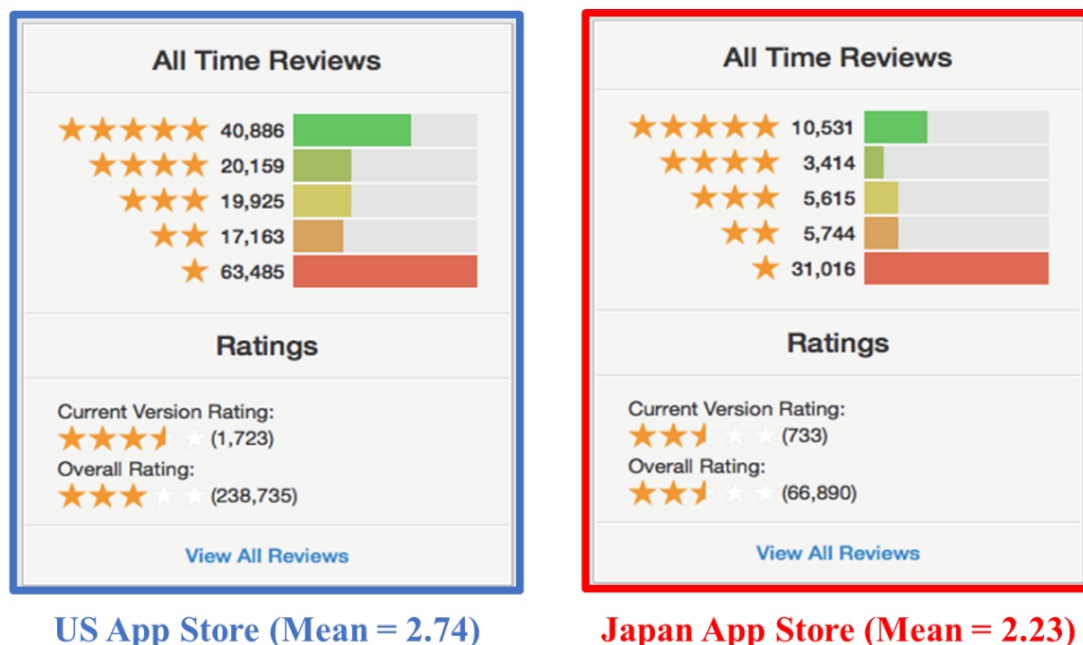 All Time Reviews
40,886
20,159
19,925
17,163
63,485
Ratings
Current Version Rating:
(1,723)
Overall Rating:
(238,735)
View All Reviews
US App Store (Mean = 2.74)
All Time Reviews
10,531
3,414
5,615
5,744
31,016
Ratings
Current Version Rating:
(733)
Overall Rating:
(66,890)
View All Reviews
Japan App Store (Mean = 2.23)